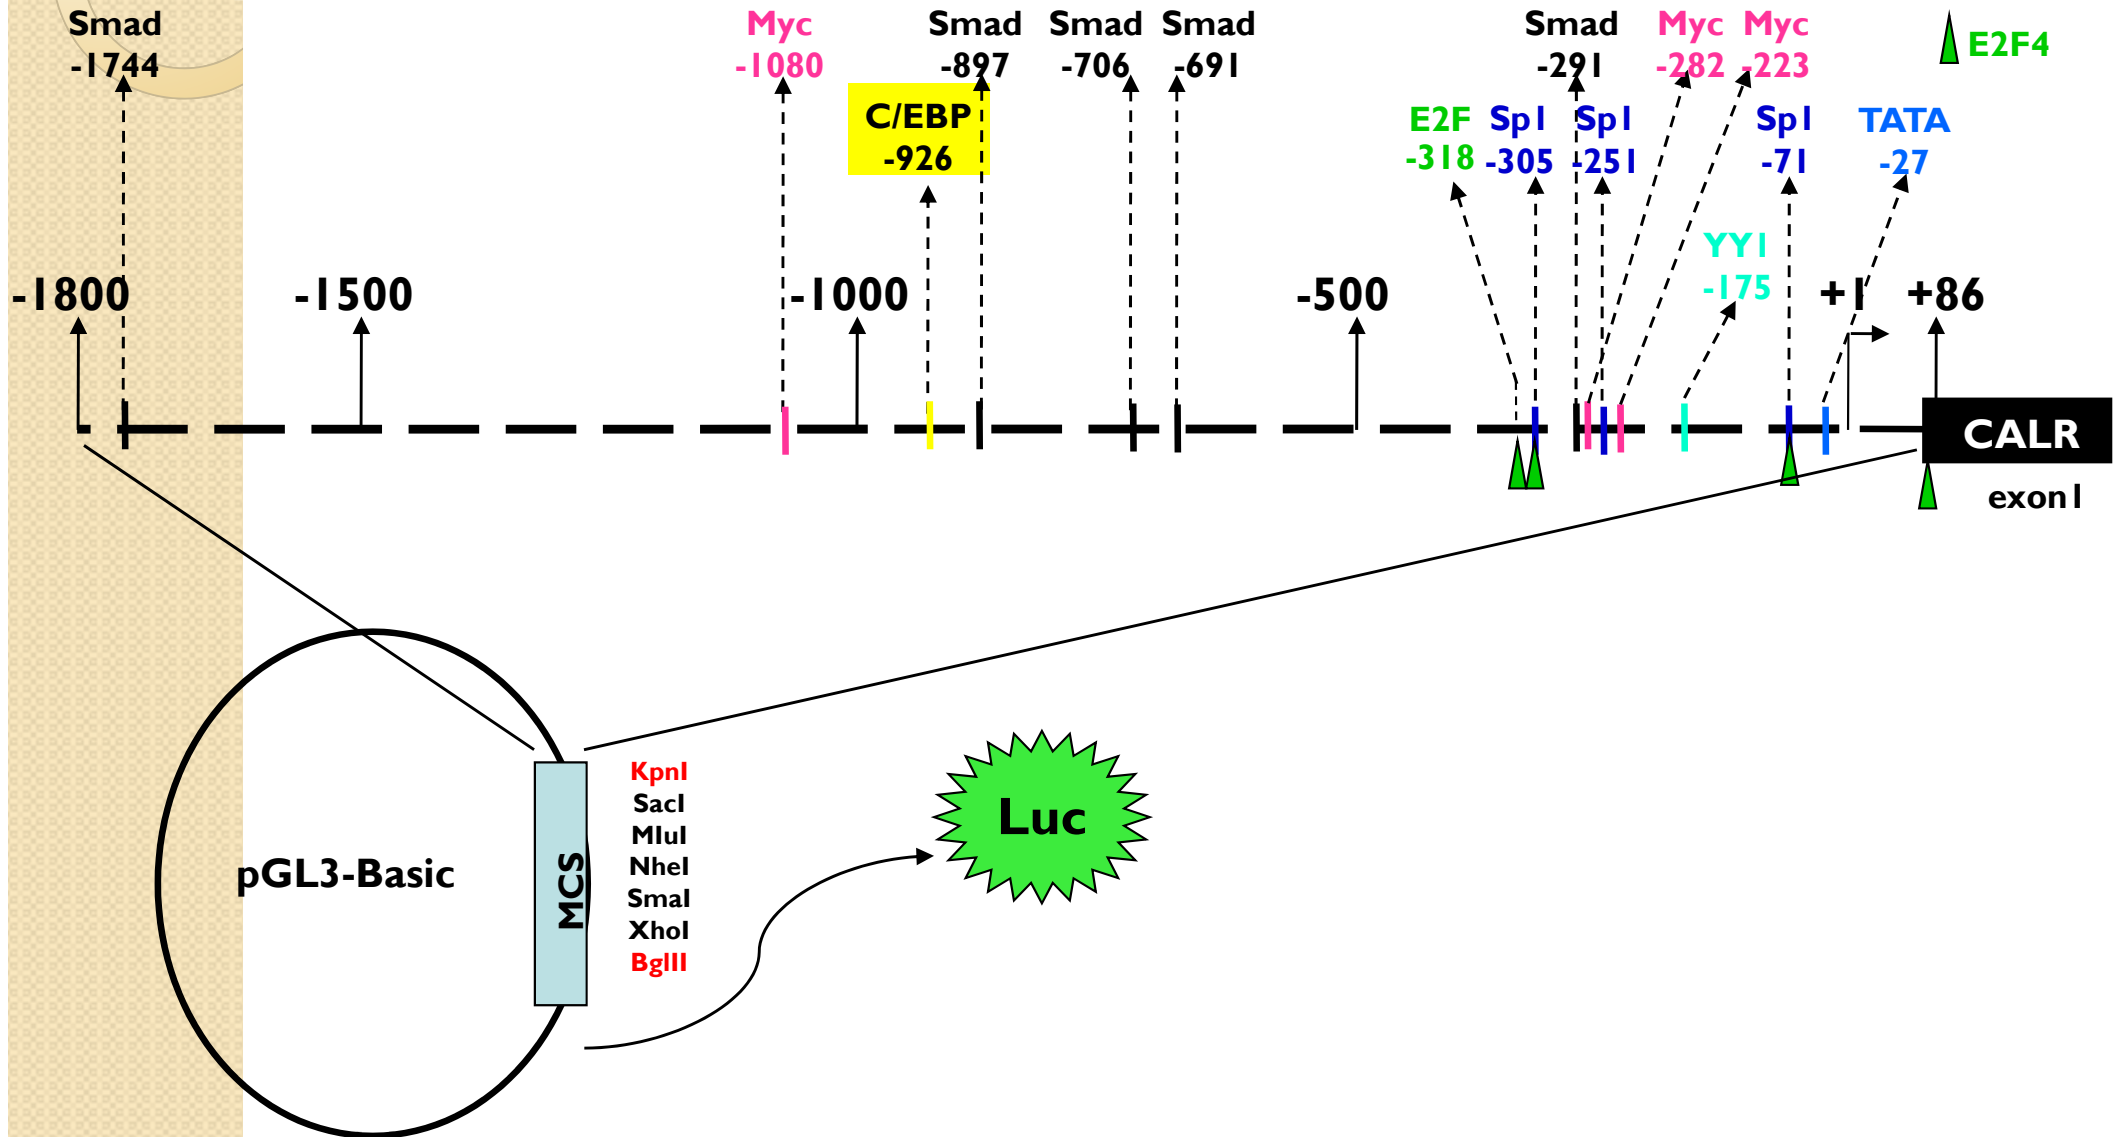 Smad
-1744
Myc
-1080
Smad
-897
Smad
-706
Smad
-691
Smad
-291
Myc
-282
Myc
-223
E2F4
C/EBP
-926
E2F
-318
Sp1
-305
Sp1
-251
Sp1
-71
TATA
-27
YY1
-175
-1800
-1500
-1000
-500
+1
+86
CALR
exon1
pGL3-Basic
MCS
KpnI
SacI
MluI
NheI
SmaI
XhoI
BglII
Luc